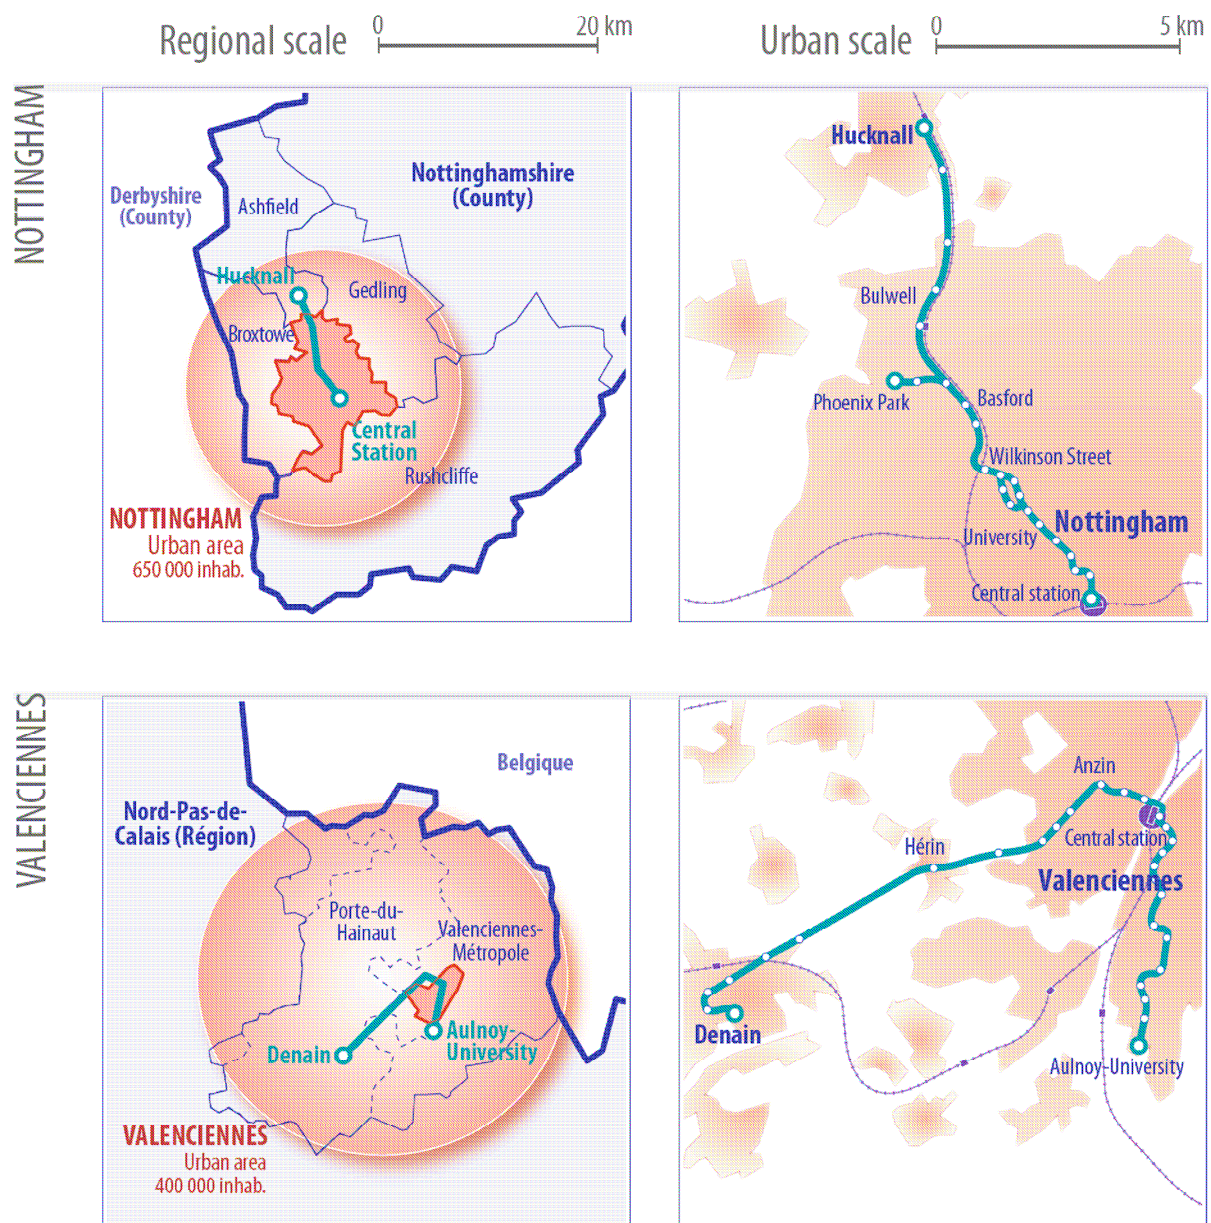 Regional scale
0
20 km
Urban scale
0
5 km
NOTTINGHAM
Derbyshire
(County)
Ashfield
Nottinghamshire
(County)
Hucknall
Gedling
Broxtowe
Central
Station
Rushcliffe
NOTTINGHAM
Urban area
650 000 inhab.
Hucknall
Bulwell
Phoenix Park
Basford
Wilkinson Street
Nottingham
University
Central station
VALENCIENNES
Belgique
Nord-Pas-de-
Calais (Région)
Porte-du-
Hainaut
Valenciennes-
Métropole
Denain
Aulnoy-
University
VALENCIENNES
Urban area
400 000 inhab.
Anzin
Central station
Hérin
Valenciennes
Denain
Aulnoy-University